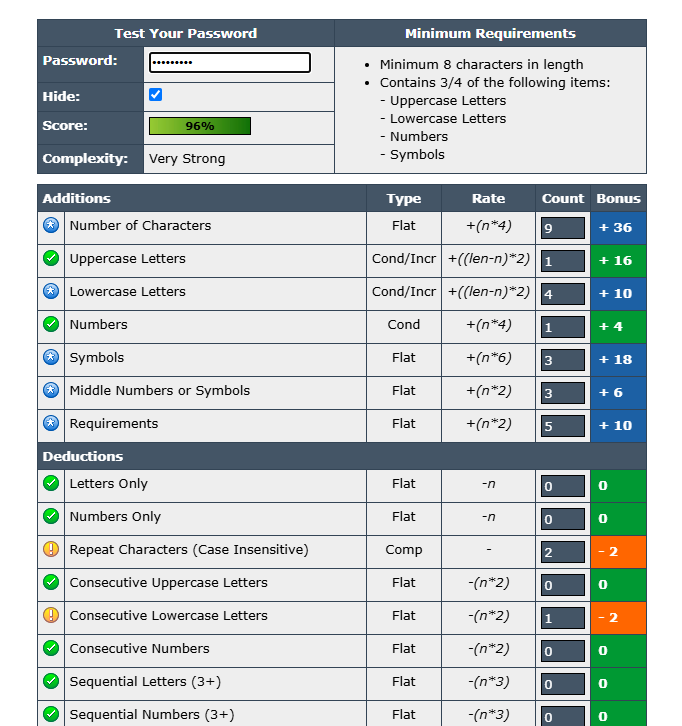 Test Your Password Minimum Requirements
Password: •••••••••
Hide:
Score: 96%
Complexity: Very Strong
• Minimum 8 characters in length
• Contains 3/4 of the following items:
- Uppercase Letters
- Lowercase Letters
- Numbers
- Symbols
Additions Type Rate Count Bonus
Number of Characters Flat +(n*4) 9 + 36
Uppercase Letters Cond/Incr +((len-n)*2) 1 + 16
Lowercase Letters Cond/Incr +((len-n)*2) 4 + 10
Numbers Cond +(n*4) 1 + 4
Symbols Flat +(n*6) 3 + 18
Middle Numbers or Symbols Flat +(n*2) 3 + 6
Requirements Flat +(n*2) 5 + 10
Deductions
Letters Only Flat -n 0 0
Numbers Only Flat -n 0 0
Repeat Characters (Case Insensitive) Comp - 2 - 2
Consecutive Uppercase Letters Flat -(n*2) 0 0
Consecutive Lowercase Letters Flat -(n*2) 1 - 2
Consecutive Numbers Flat -(n*2) 0 0
Sequential Letters (3+) Flat -(n*3) 0 0
Sequential Numbers (3+) Flat -(n*3) 0 0